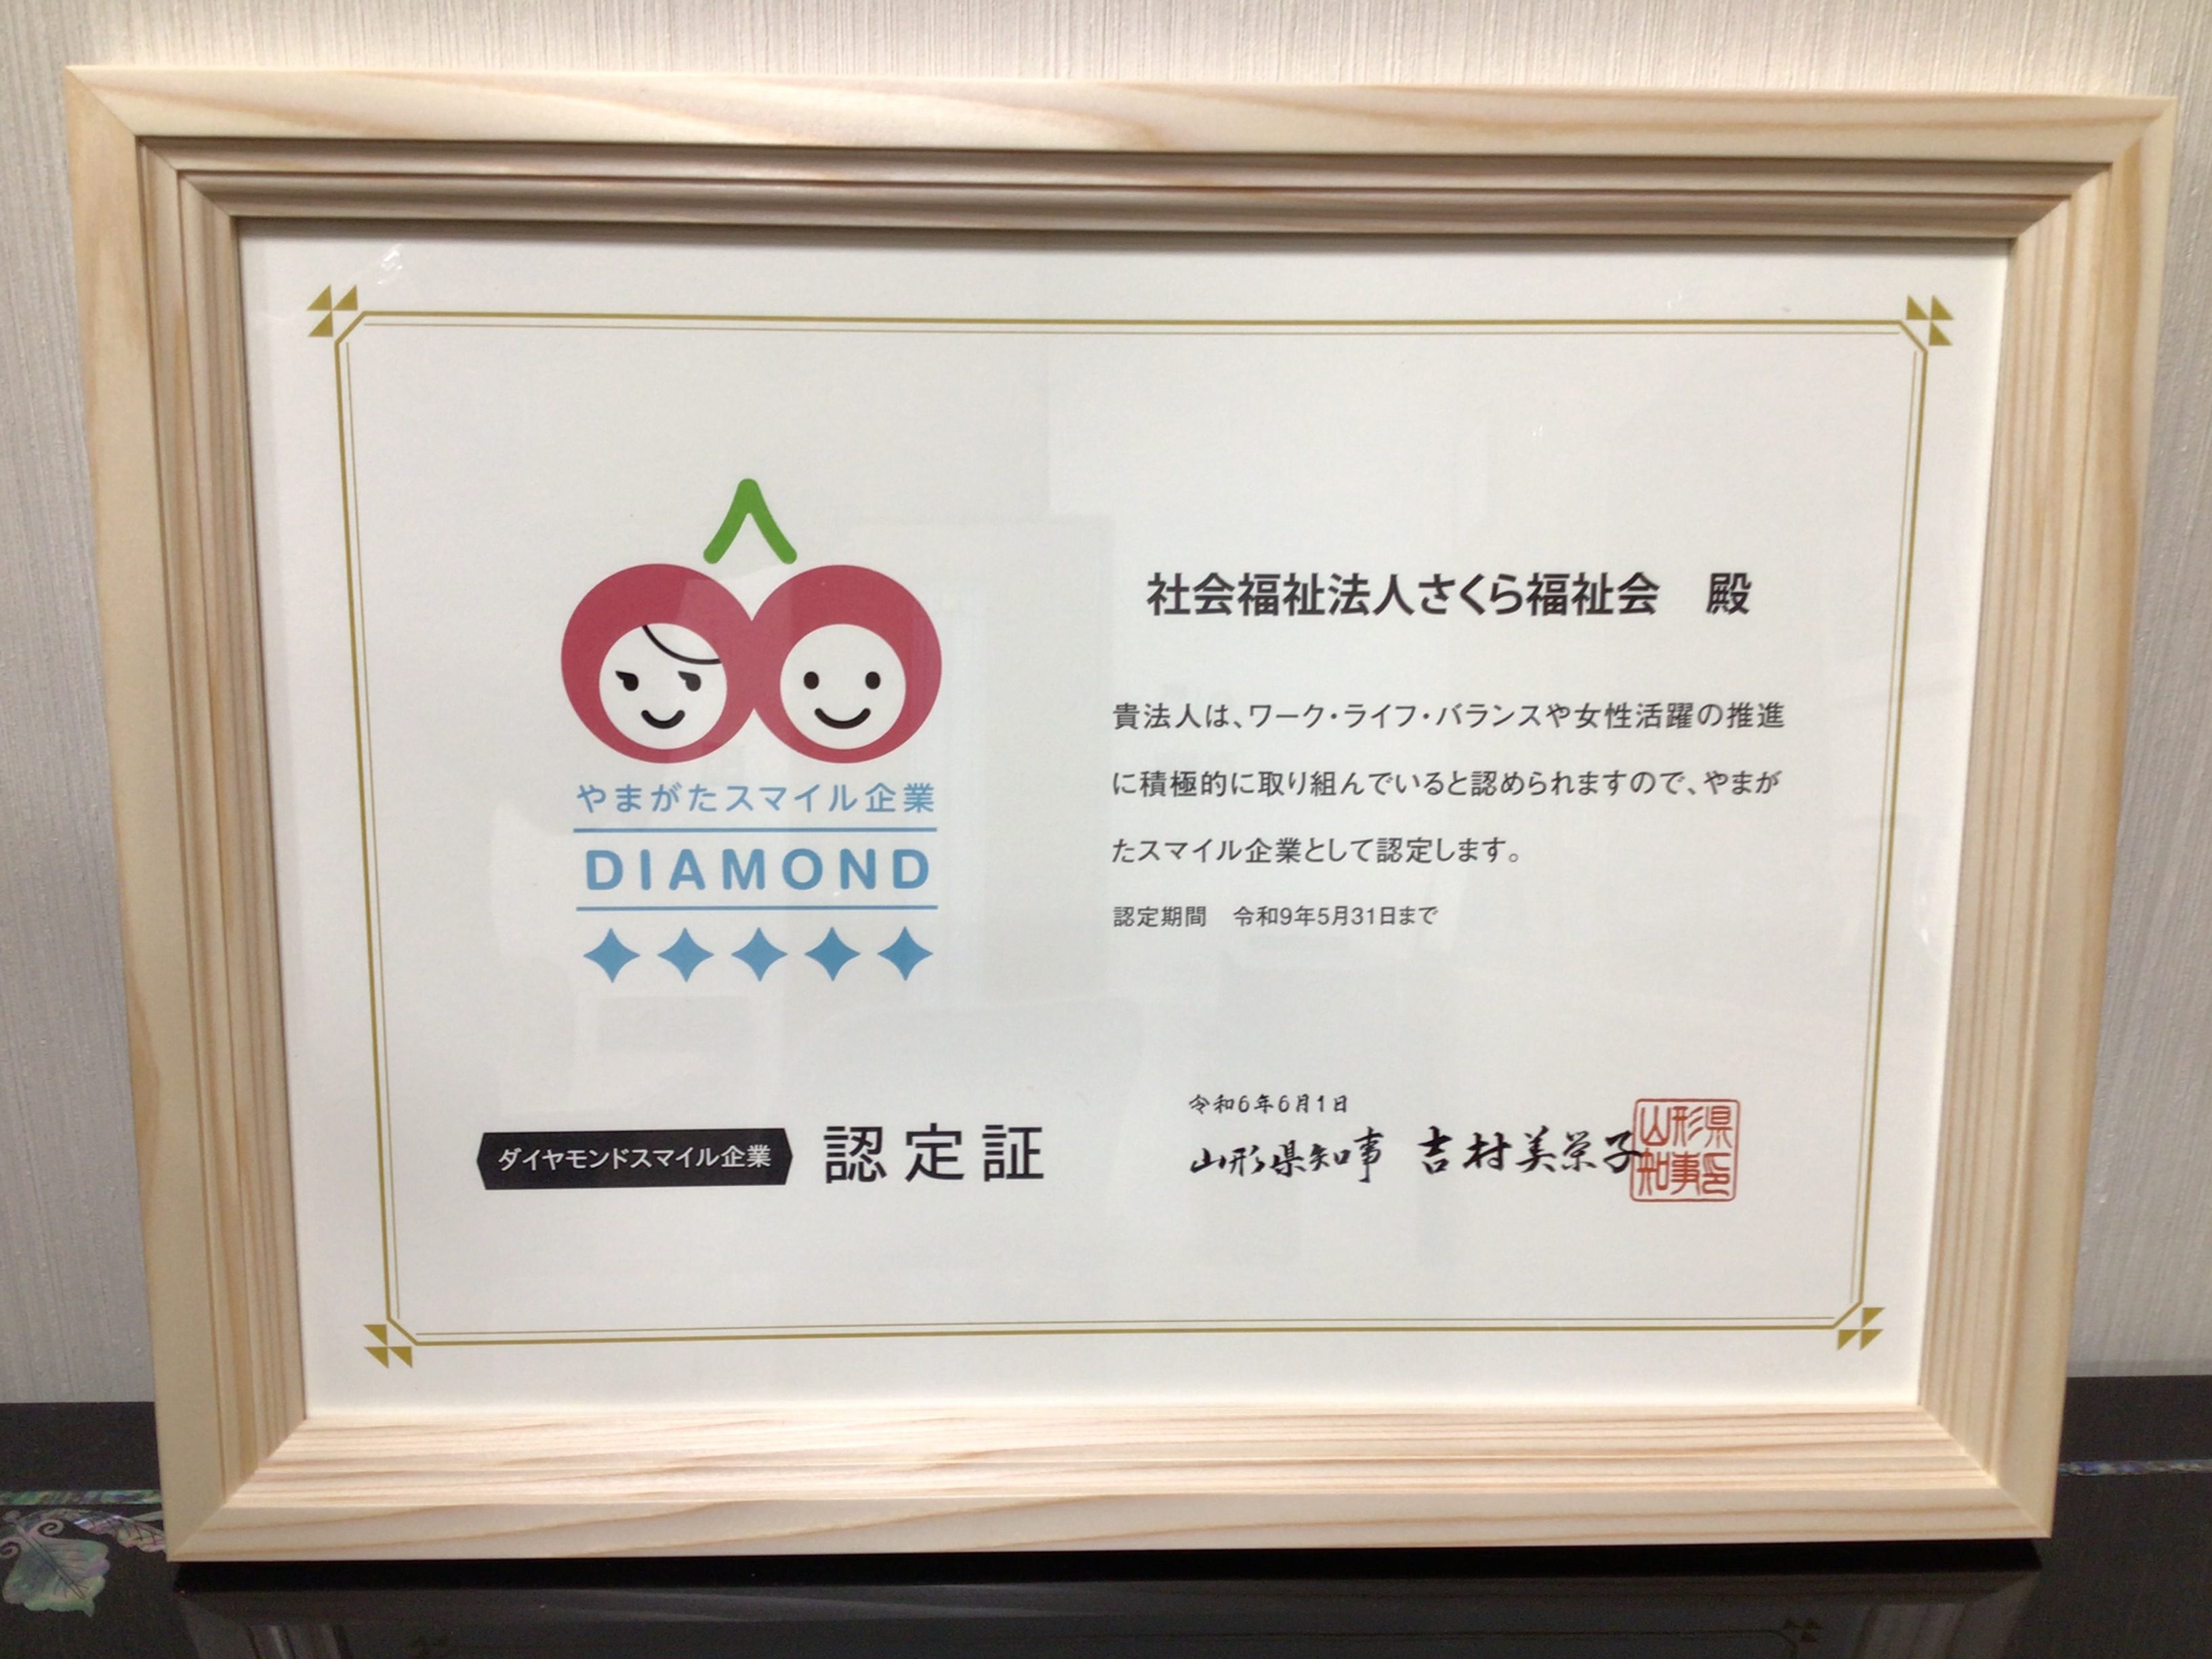 やまがたスマイル企業
DIAMOND
ダイヤモンドスマイル企業 認定証
社会福祉法人さくら福祉会　殿
貴法人は、ワーク・ライフ・バランスや女性活躍の推進
に積極的に取り組んでいると認められますので、やまが
たスマイル企業として認定します。
認定期間　令和9年5月31日まで
令和6年6月1日
山形県知事　吉村美栄子
山形県
知事印